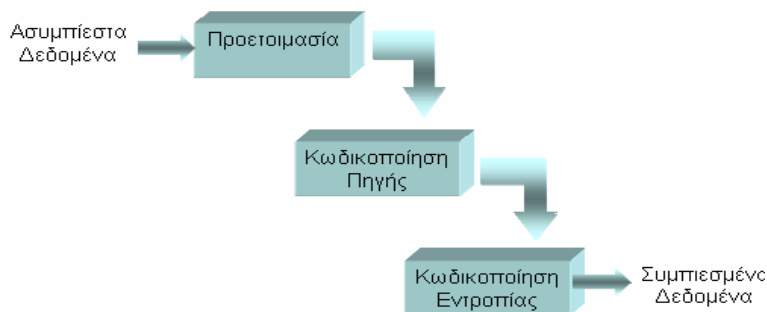 Ασυμπίεστα
Δεδομένα
Προετοιμασία
Κωδικοποίηση
Πηγής
Κωδικοποίηση
Εντροπίας
Συμπιεσμένα
Δεδομένα